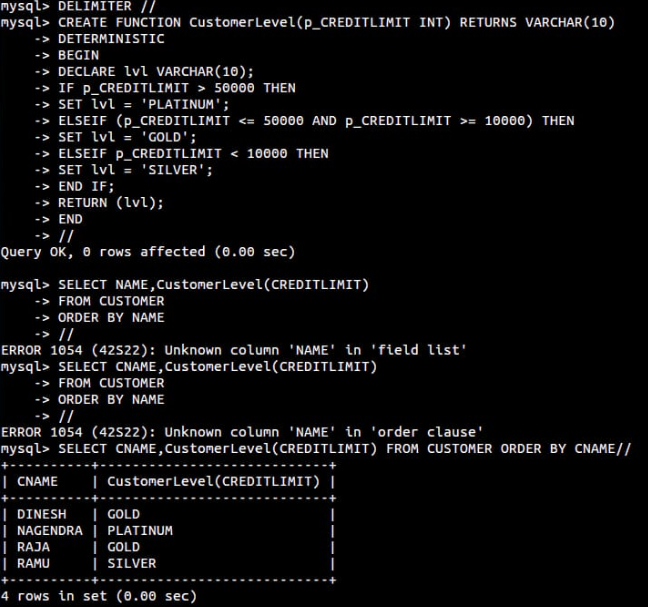 mysql> DELIMITER //
mysql> CREATE FUNCTION CustomerLevel(p_CREDITLIMIT INT) RETURNS VARCHAR(10)
    -> DETERMINISTIC
    -> BEGIN
    -> DECLARE lvl VARCHAR(10);
    -> IF p_CREDITLIMIT > 50000 THEN
    -> SET lvl = 'PLATINUM';
    -> ELSEIF (p_CREDITLIMIT <= 50000 AND p_CREDITLIMIT >= 10000) THEN
    -> SET lvl = 'GOLD';
    -> ELSEIF p_CREDITLIMIT < 10000 THEN
    -> SET lvl = 'SILVER';
    -> END IF;
    -> RETURN (lvl);
    -> END
    -> //
Query OK, 0 rows affected (0.00 sec)

mysql> SELECT NAME,CustomerLevel(CREDITLIMIT)
    -> FROM CUSTOMER
    -> ORDER BY NAME
    -> //
ERROR 1054 (42S22): Unknown column 'NAME' in 'field list'
mysql> SELECT CNAME,CustomerLevel(CREDITLIMIT)
    -> FROM CUSTOMER
    -> ORDER BY NAME
    -> //
ERROR 1054 (42S22): Unknown column 'NAME' in 'order clause'
mysql> SELECT CNAME,CustomerLevel(CREDITLIMIT) FROM CUSTOMER ORDER BY CNAME//
+----------+----------------------------+
| CNAME    | CustomerLevel(CREDITLIMIT) |
+----------+----------------------------+
| DINESH   | GOLD                       |
| NAGENDRA | PLATINUM                   |
| RAJA     | GOLD                       |
| RAMU     | SILVER                     |
+----------+----------------------------+
4 rows in set (0.00 sec)